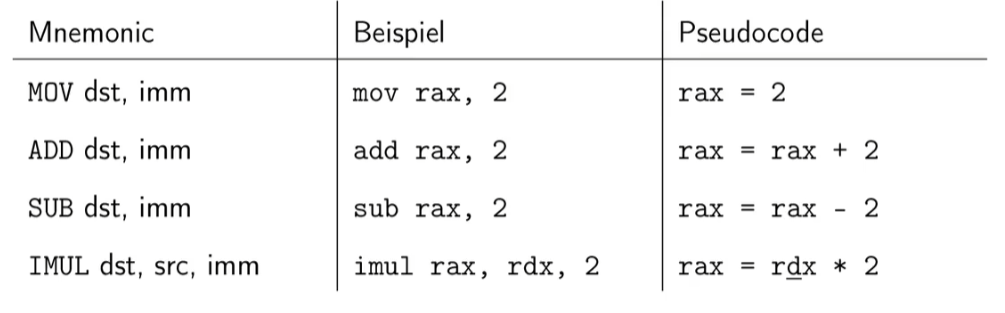 Mnemonic Beispiel Pseudocode
MOV dst, imm mov rax, 2 rax = 2
ADD dst, imm add rax, 2 rax = rax + 2
SUB dst, imm sub rax, 2 rax = rax - 2
IMUL dst, src, imm imul rax, rdx, 2 rax = rdx * 2